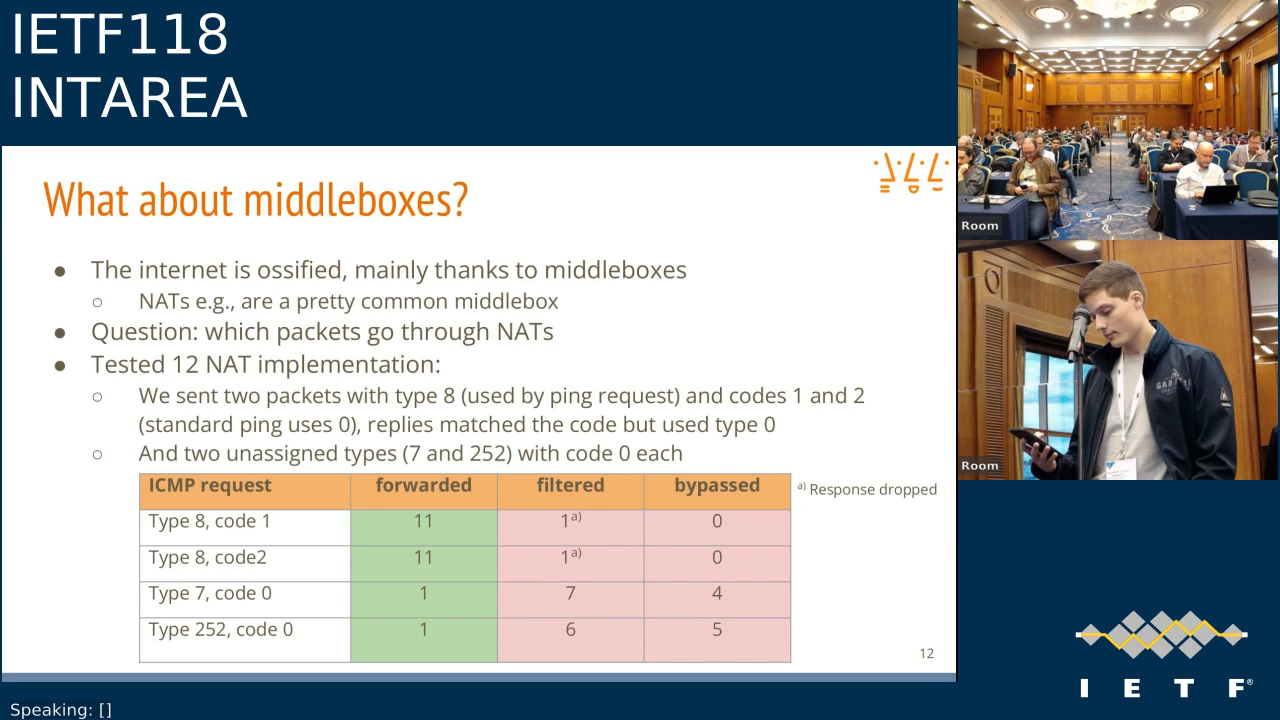 IETF118
INTAREA
What about middleboxes?
● The internet is ossified, mainly thanks to middleboxes
○ NATs e.g., are a pretty common middlebox
● Question: which packets go through NATs
● Tested 12 NAT implementation:
○ We sent two packets with type 8 (used by ping request) and codes 1 and 2
(standard ping uses 0), replies matched the code but used type 0
○ And two unassigned types (7 and 252) with code 0 each
ICMP request forwarded filtered bypassed
a) Response dropped
Type 8, code 1 11 1a) 0
Type 8, code2 11 1a) 0
Type 7, code 0 1 7 4
Type 252, code 0 1 6 5
12
Room
Room
IETF®
Speaking: []